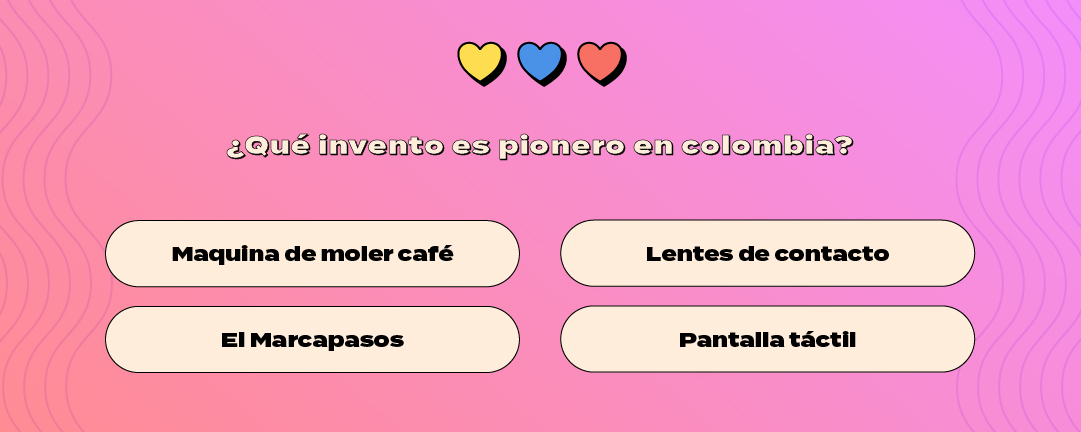 ¿Qué invento es pionero en colombia?
Maquina de moler café
Lentes de contacto
El Marcapasos
Pantalla táctil